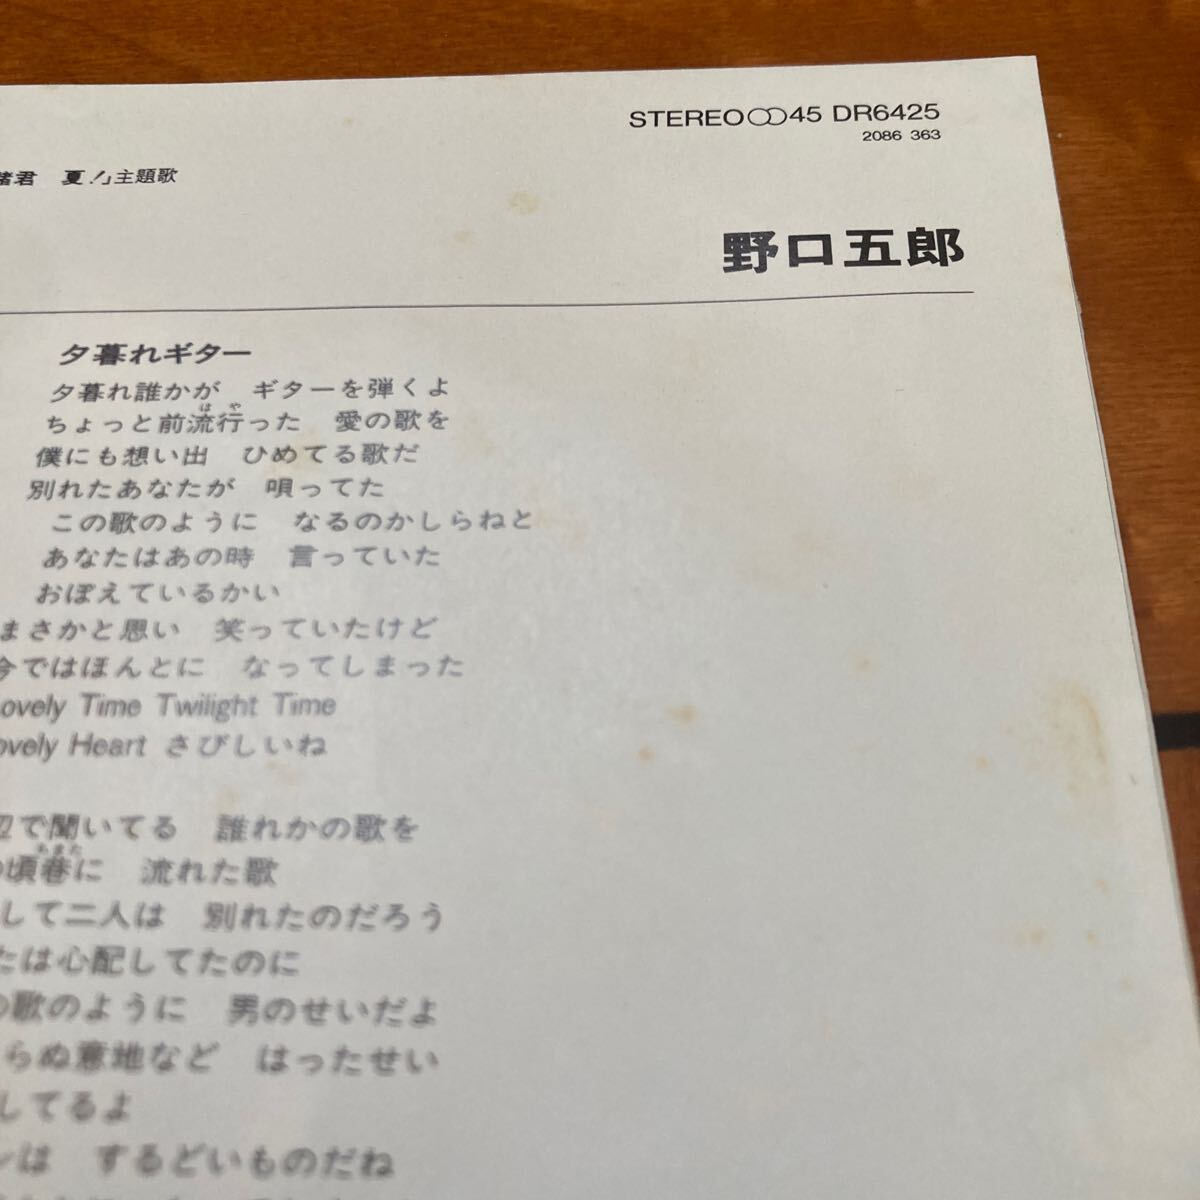 STEREO 45 DR6425
2086 363
諸君 夏!」主題歌
野口五郎
夕暮れギター
夕暮れ誰かが ギターを弾くよ
ちょっと前流行った 愛の歌を
はや
僕にも想い出 ひめてる歌だ
別れたあなたが 唄ってた
この歌のように なるのかしらねと
あなたはあの時 言っていた
おぼえているかい
まさかと思い 笑っていたけど
今ではほんとに なってしまった
ovely Time Twilight Time
ovely Heart さびしいね
で聞いてる 誰れかの歌を
頃巷に 流れた歌
して二人は 別れたのだろう
たは心配してたのに
の歌のように 男のせいだよ
らぬ意地など はったせい
してるよ
ンは するどいものだね